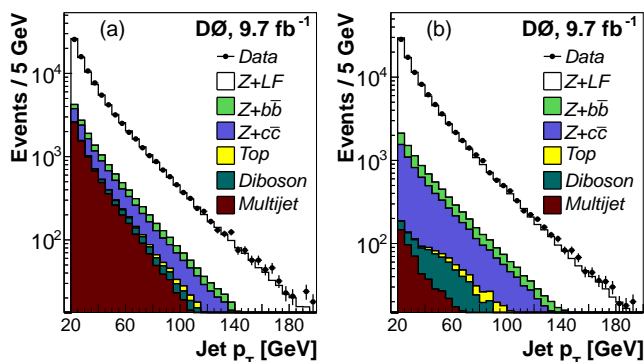 (a) DØ, 9.7 fb⁻¹
Data
Z+LF
Z+bb̅
Z+cc̅
Top
Diboson
Multijet
Events / 5 GeV
10⁴
10³
10²
20 60 100 140 180
Jet p_T [GeV]
(b) DØ, 9.7 fb⁻¹
Data
Z+LF
Z+bb̅
Z+cc̅
Top
Diboson
Multijet
Events / 5 GeV
10⁴
10³
10²
20 60 100 140 180
Jet p_T [GeV]